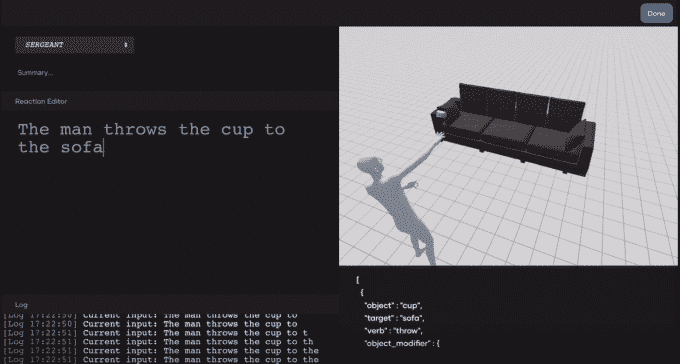 Done
SERGEANT
Summary...
Reaction Editor
The man throws the cup to
the sofa
Log
[Log 17:22:50] Current input: The man throws the cup to
[Log 17:22:50] Current input: The man throws the cup to
[Log 17:22:51] Current input: The man throws the cup to t
[Log 17:22:51] Current input: The man throws the cup to th
[Log 17:22:51] Current input: The man throws the cup to the
[Log 17:22:51] Current input: The man throws the cup to the
[
{
"object" : "cup",
"target" : "sofa",
"verb" : "throw",
"object_modifier" : {